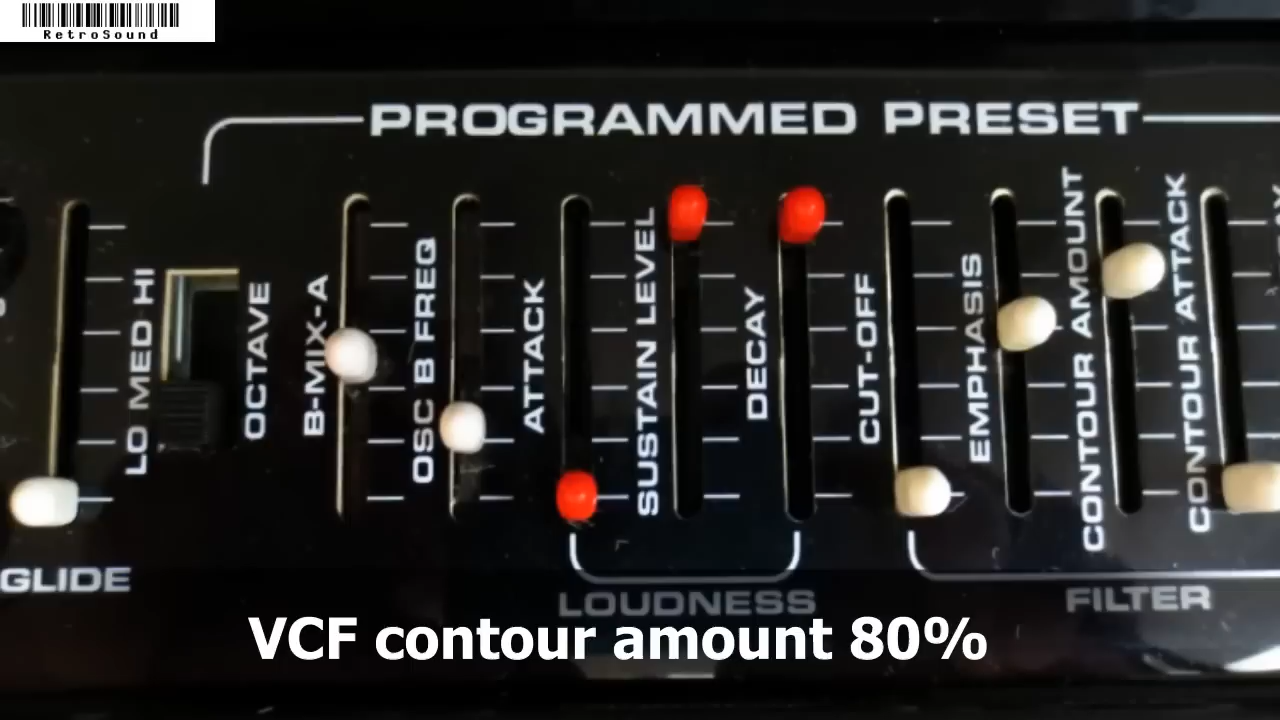 RetroSound
PROGRAMMED PRESET
LO MED HI
OCTAVE
B-MIX-A
OSC B FREQ
ATTACK
SUSTAIN LEVEL
DECAY
CUT-OFF
EMPHASIS
CONTOUR AMOUNT
CONTOUR ATTACK
GLIDE
LOUDNESS
FILTER
VCF contour amount 80%